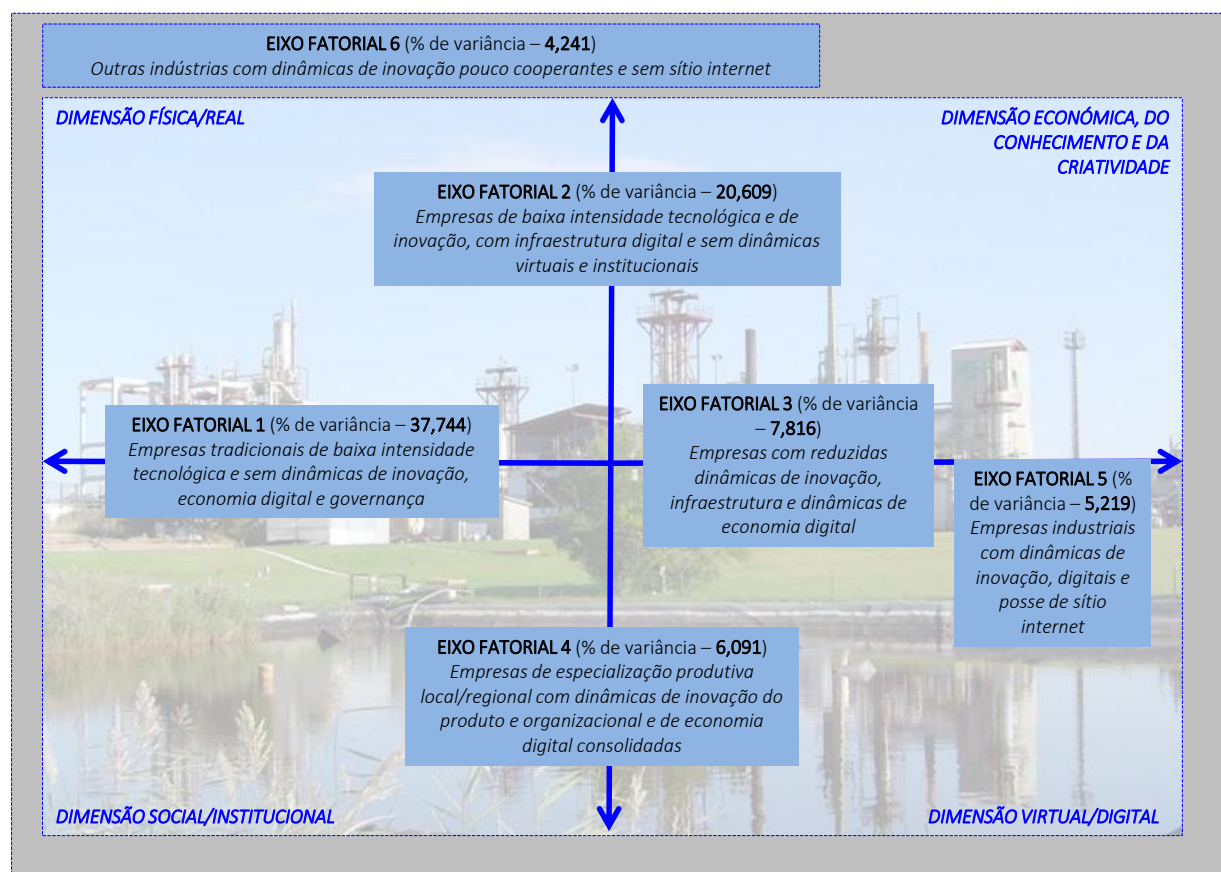 EIXO FATORIAL 6 (% de variância – 4,241)
Outras indústrias com dinâmicas de inovação pouco cooperantes e sem sítio internet
DIMENSÃO FÍSICA/REAL
DIMENSÃO ECONÓMICA, DO
CONHECIMENTO E DA
CRIATIVIDADE
EIXO FATORIAL 2 (% de variância – 20,609)
Empresas de baixa intensidade tecnológica e de
inovação, com infraestrutura digital e sem dinâmicas
virtuais e institucionais
EIXO FATORIAL 1 (% de variância – 37,744)
Empresas tradicionais de baixa intensidade
tecnológica e sem dinâmicas de inovação,
economia digital e governança
EIXO FATORIAL 3 (% de variância
– 7,816)
Empresas com reduzidas
dinâmicas de inovação,
infraestrutura e dinâmicas de
economia digital
EIXO FATORIAL 5 (%
de variância – 5,219)
Empresas industriais
com dinâmicas de
inovação, digitais e
posse de sítio
internet
EIXO FATORIAL 4 (% de variância – 6,091)
Empresas de especialização produtiva
local/regional com dinâmicas de inovação do
produto e organizacional e de economia
digital consolidadas
DIMENSÃO SOCIAL/INSTITUCIONAL
DIMENSÃO VIRTUAL/DIGITAL